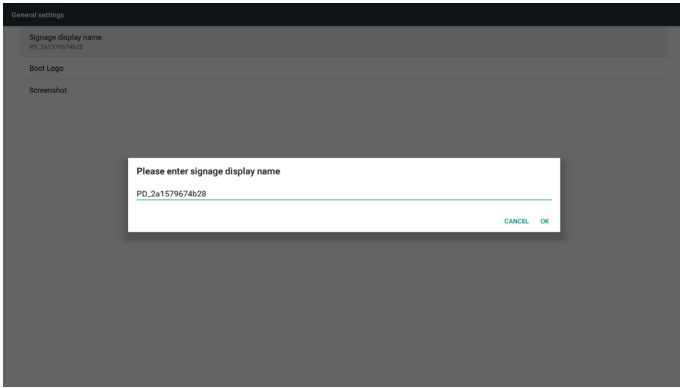 General settings
Signage display name
PD_2a1579674b28
Boot Logo
Screenshot
Please enter signage display name
PD_2a1579674b28
CANCEL OK